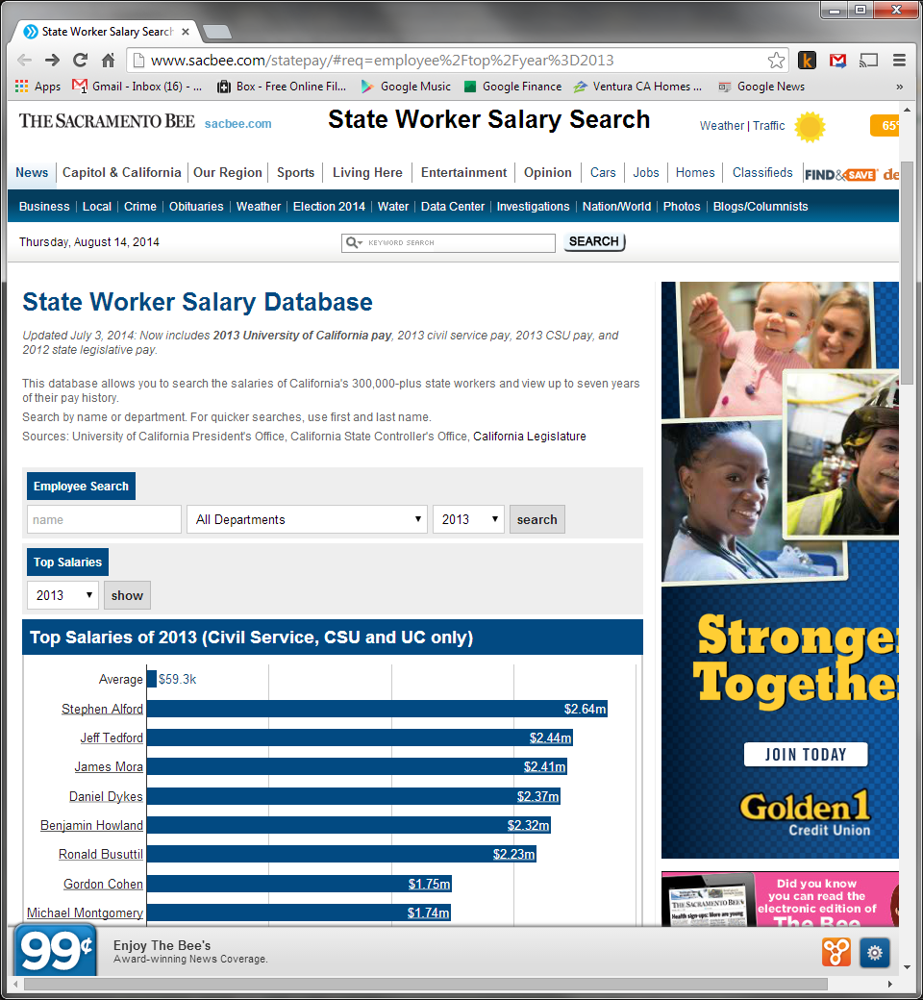 State Worker Salary Search
www.sacbee.com/statepay/#req=employee%2Ftop%2Fyear%3D2013
Apps
Gmail - Inbox (16) - ...
Box - Free Online Fil...
Google Music
Google Finance
Ventura CA Homes ...
Google News
»
THE SACRAMENTO BEE sacbee.com
State Worker Salary Search
Weather | Traffic
65°
News
Capitol & California
Our Region
Sports
Living Here
Entertainment
Opinion
Cars
Jobs
Homes
Classifieds
FIND&SAVE de
Business | Local | Crime | Obituaries | Weather | Election 2014 | Water | Data Center | Investigations | Nation/World | Photos | Blogs/Columnists
Thursday, August 14, 2014
KEYWORD SEARCH
SEARCH
State Worker Salary Database
Updated July 3, 2014: Now includes 2013 University of California pay, 2013 civil service pay, 2013 CSU pay, and
2012 state legislative pay.
This database allows you to search the salaries of California's 300,000-plus state workers and view up to seven years
of their pay history.
Search by name or department. For quicker searches, use first and last name.
Sources: University of California President's Office, California State Controller's Office, California Legislature
Employee Search
name
All Departments
2013
search
Top Salaries
2013
show
Top Salaries of 2013 (Civil Service, CSU and UC only)
Average $59.3k
Stephen Alford $2.64m
Jeff Tedford $2.44m
James Mora $2.41m
Daniel Dykes $2.37m
Benjamin Howland $2.32m
Ronald Busuttil $2.23m
Gordon Cohen $1.75m
Michael Montgomery $1.74m
Stronge
Togethe
JOIN TODAY
Golden1
Credit Union
THE SACRAMENTO BEE
Health sign-ups: More are young
Did you know
you can read the
electronic edition of
The Bee
99¢
Enjoy The Bee's
Award-winning News Coverage.